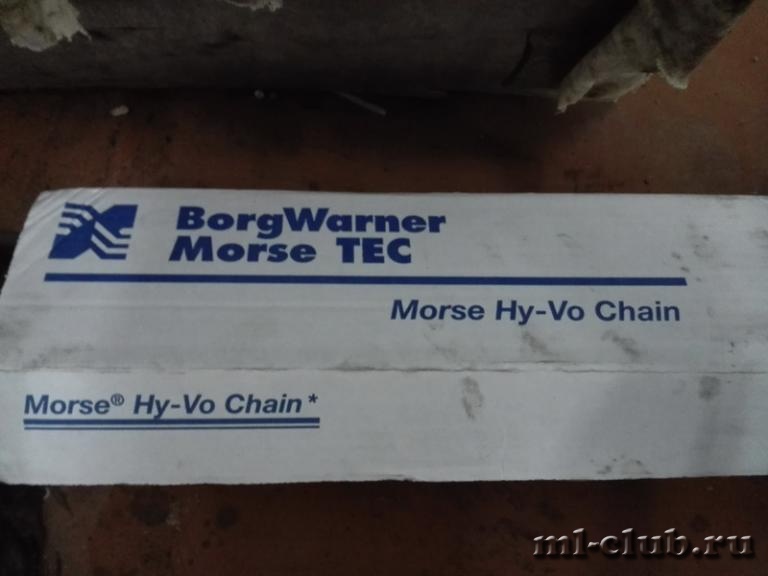 BorgWarner
Morse TEC
Morse Hy-Vo Chain
Morse® Hy-Vo Chain*
ml-club.ru